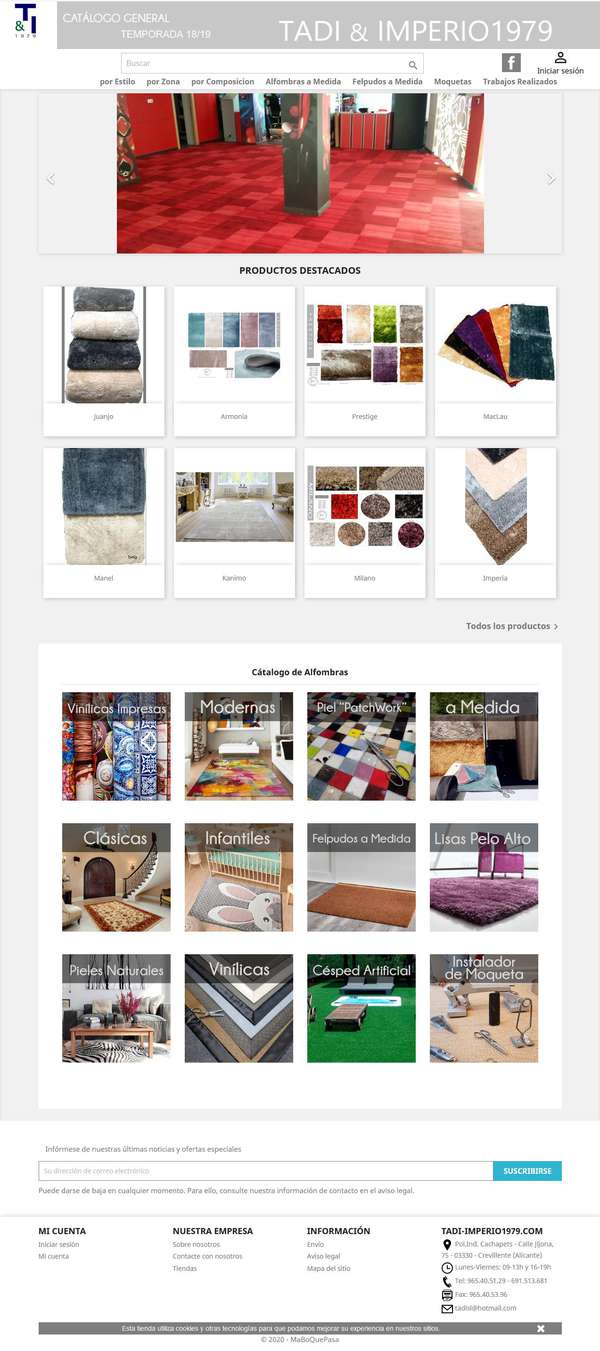 T&I
1979
CATÁLOGO GENERAL
TEMPORADA 18/19
TADI & IMPERIO1979
Buscar
Iniciar sesión
por Estilo por Zona por Composicion Alfombras a Medida Felpudos a Medida Moquetas Trabajos Realizados
PRODUCTOS DESTACADOS
Juanjo
Armonía
Prestige
MacLau
Manel
Kanimo
Milano
Imperia
Todos los productos
Cátalogo de Alfombras
Vinílicas Impresas
Modernas
Piel "PatchWork"
a Medida
Clásicas
Infantiles
Felpudos a Medida
Lisas Pelo Alto
Pieles Naturales
Vinílicas
Césped Artificial
Instalador
de Moqueta
Infórmese de nuestras últimas noticias y ofertas especiales
Su dirección de correo electrónico
SUSCRIBIRSE
Puede darse de baja en cualquier momento. Para ello, consulte nuestra información de contacto en el aviso legal.
MI CUENTA
Iniciar sesión
Mi cuenta
NUESTRA EMPRESA
Sobre nosotros
Contacte con nosotros
Tiendas
INFORMACIÓN
Envío
Aviso legal
Mapa del sitio
TADI-IMPERIO1979.COM
Pol.Ind. Cachapets - Calle J&ona,
75 - 03330 - Crevillente (Alicante)
Lunes-Viernes: 09-13h y 16-19h
Tel: 965.40.51.29 - 691.513.681
Fax: 965.40.53.96
tadisl@hotmail.com
Esta tienda utiliza cookies y otras tecnologías para que podamos mejorar su experiencia en nuestros sitios.
© 2020 - MaBoQuePasa